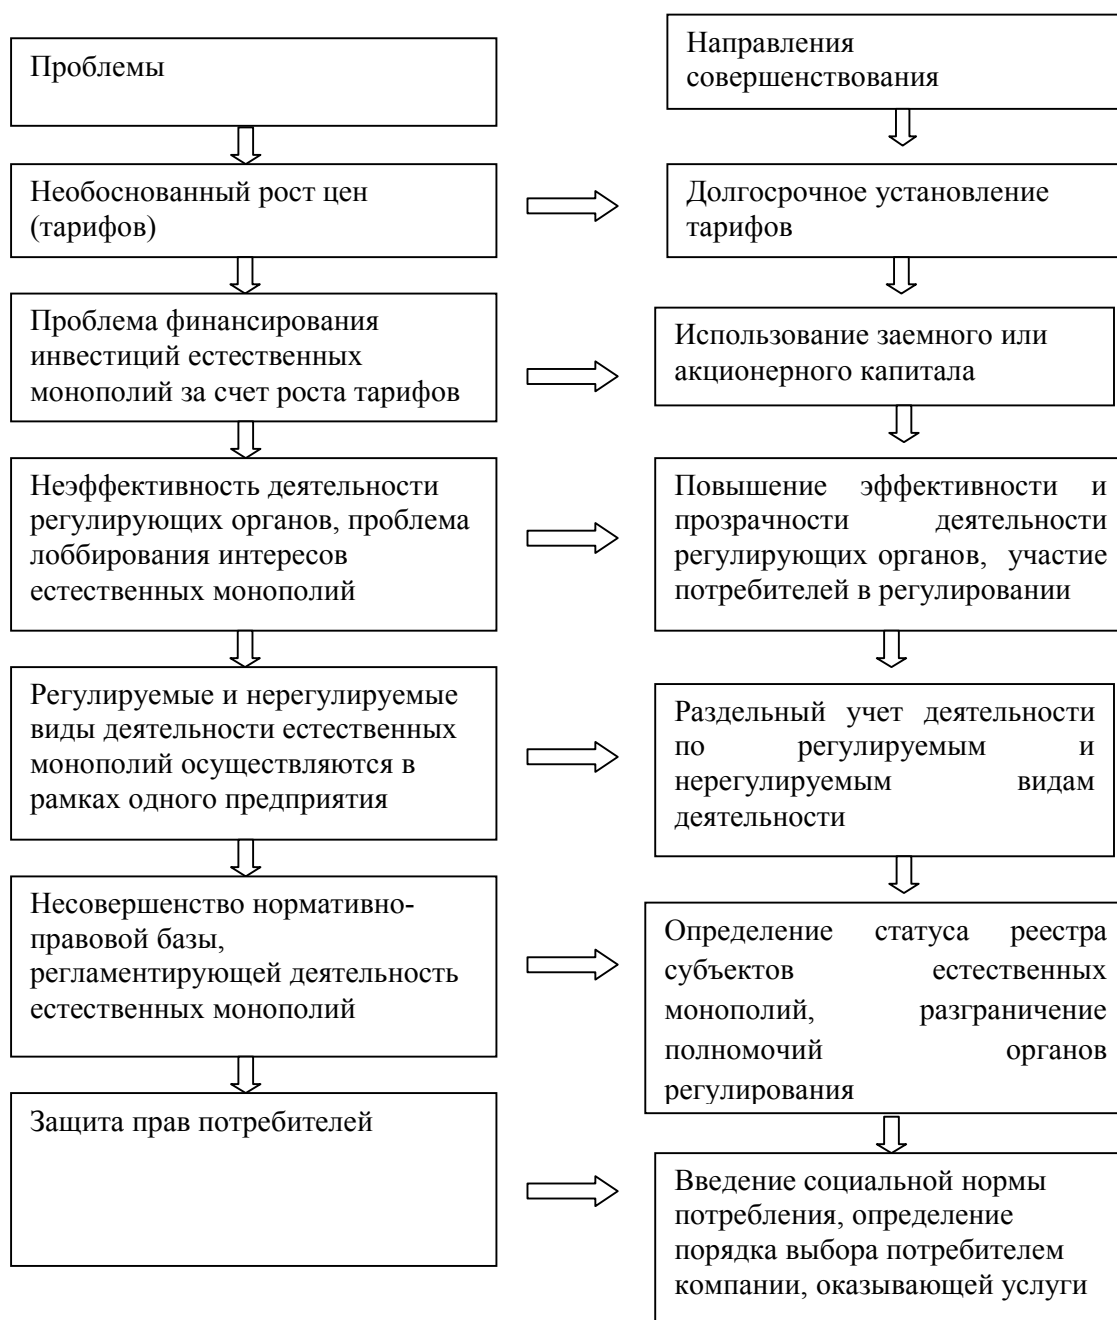 Проблемы
Направления
совершенствования
Необоснованный рост цен
(тарифов)
Долгосрочное установление
тарифов
Проблема финансирования
инвестиций естественных
монополий за счет роста тарифов
Использование заемного или
акционерного капитала
Неэффективность деятельности
регулирующих органов, проблема
лоббирования интересов
естественных монополий
Повышение эффективности и
прозрачности деятельности
регулирующих органов, участие
потребителей в регулировании
Регулируемые и нерегулируемые
виды деятельности естественных
монополий осуществляются в
рамках одного предприятия
Раздельный учет деятельности
по регулируемым и
нерегулируемым видам
деятельности
Несовершенство нормативно-
правовой базы,
регламентирующей деятельность
естественных монополий
Определение статуса реестра
субъектов естественных
монополий, разграничение
полномочий органов
регулирования
Защита прав потребителей
Введение социальной нормы
потребления, определение
порядка выбора потребителем
компании, оказывающей услуги